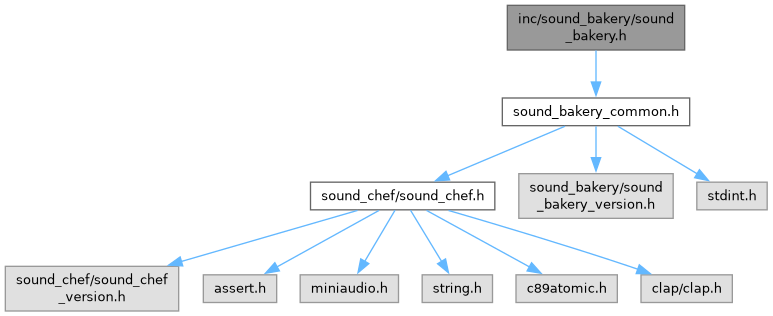 inc/sound_bakery/sound
_bakery.h
sound_bakery_common.h
sound_chef/sound_chef.h
sound_bakery/sound
_bakery_version.h
stdint.h
sound_chef/sound_chef
_version.h
assert.h
miniaudio.h
string.h
c89atomic.h
clap/clap.h